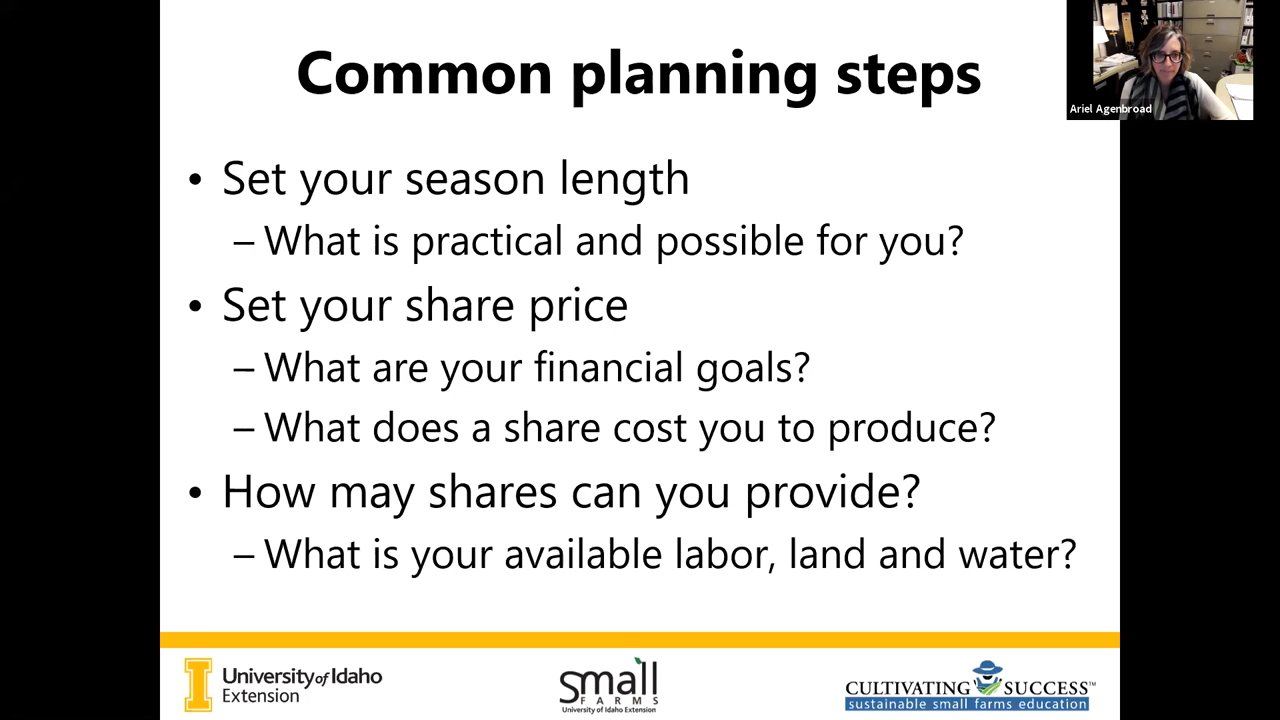 Common planning steps
Ariel Agenbroad
• Set your season length
– What is practical and possible for you?
• Set your share price
– What are your financial goals?
– What does a share cost you to produce?
• How may shares can you provide?
– What is your available labor, land and water?
I
University of Idaho
Extension
small
FARMS
University of Idaho Extension
CULTIVATING SUCCESS™
sustainable small farms education